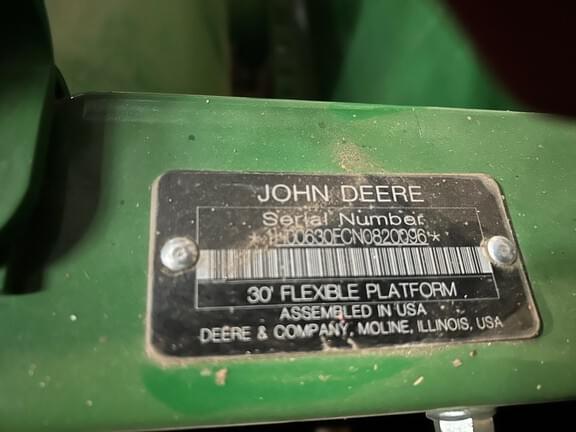 JOHN DEERE
Serial Number
*1H00630FCN0820096*
30' FLEXIBLE PLATFORM
ASSEMBLED IN USA
DEERE & COMPANY, MOLINE, ILLINOIS, USA